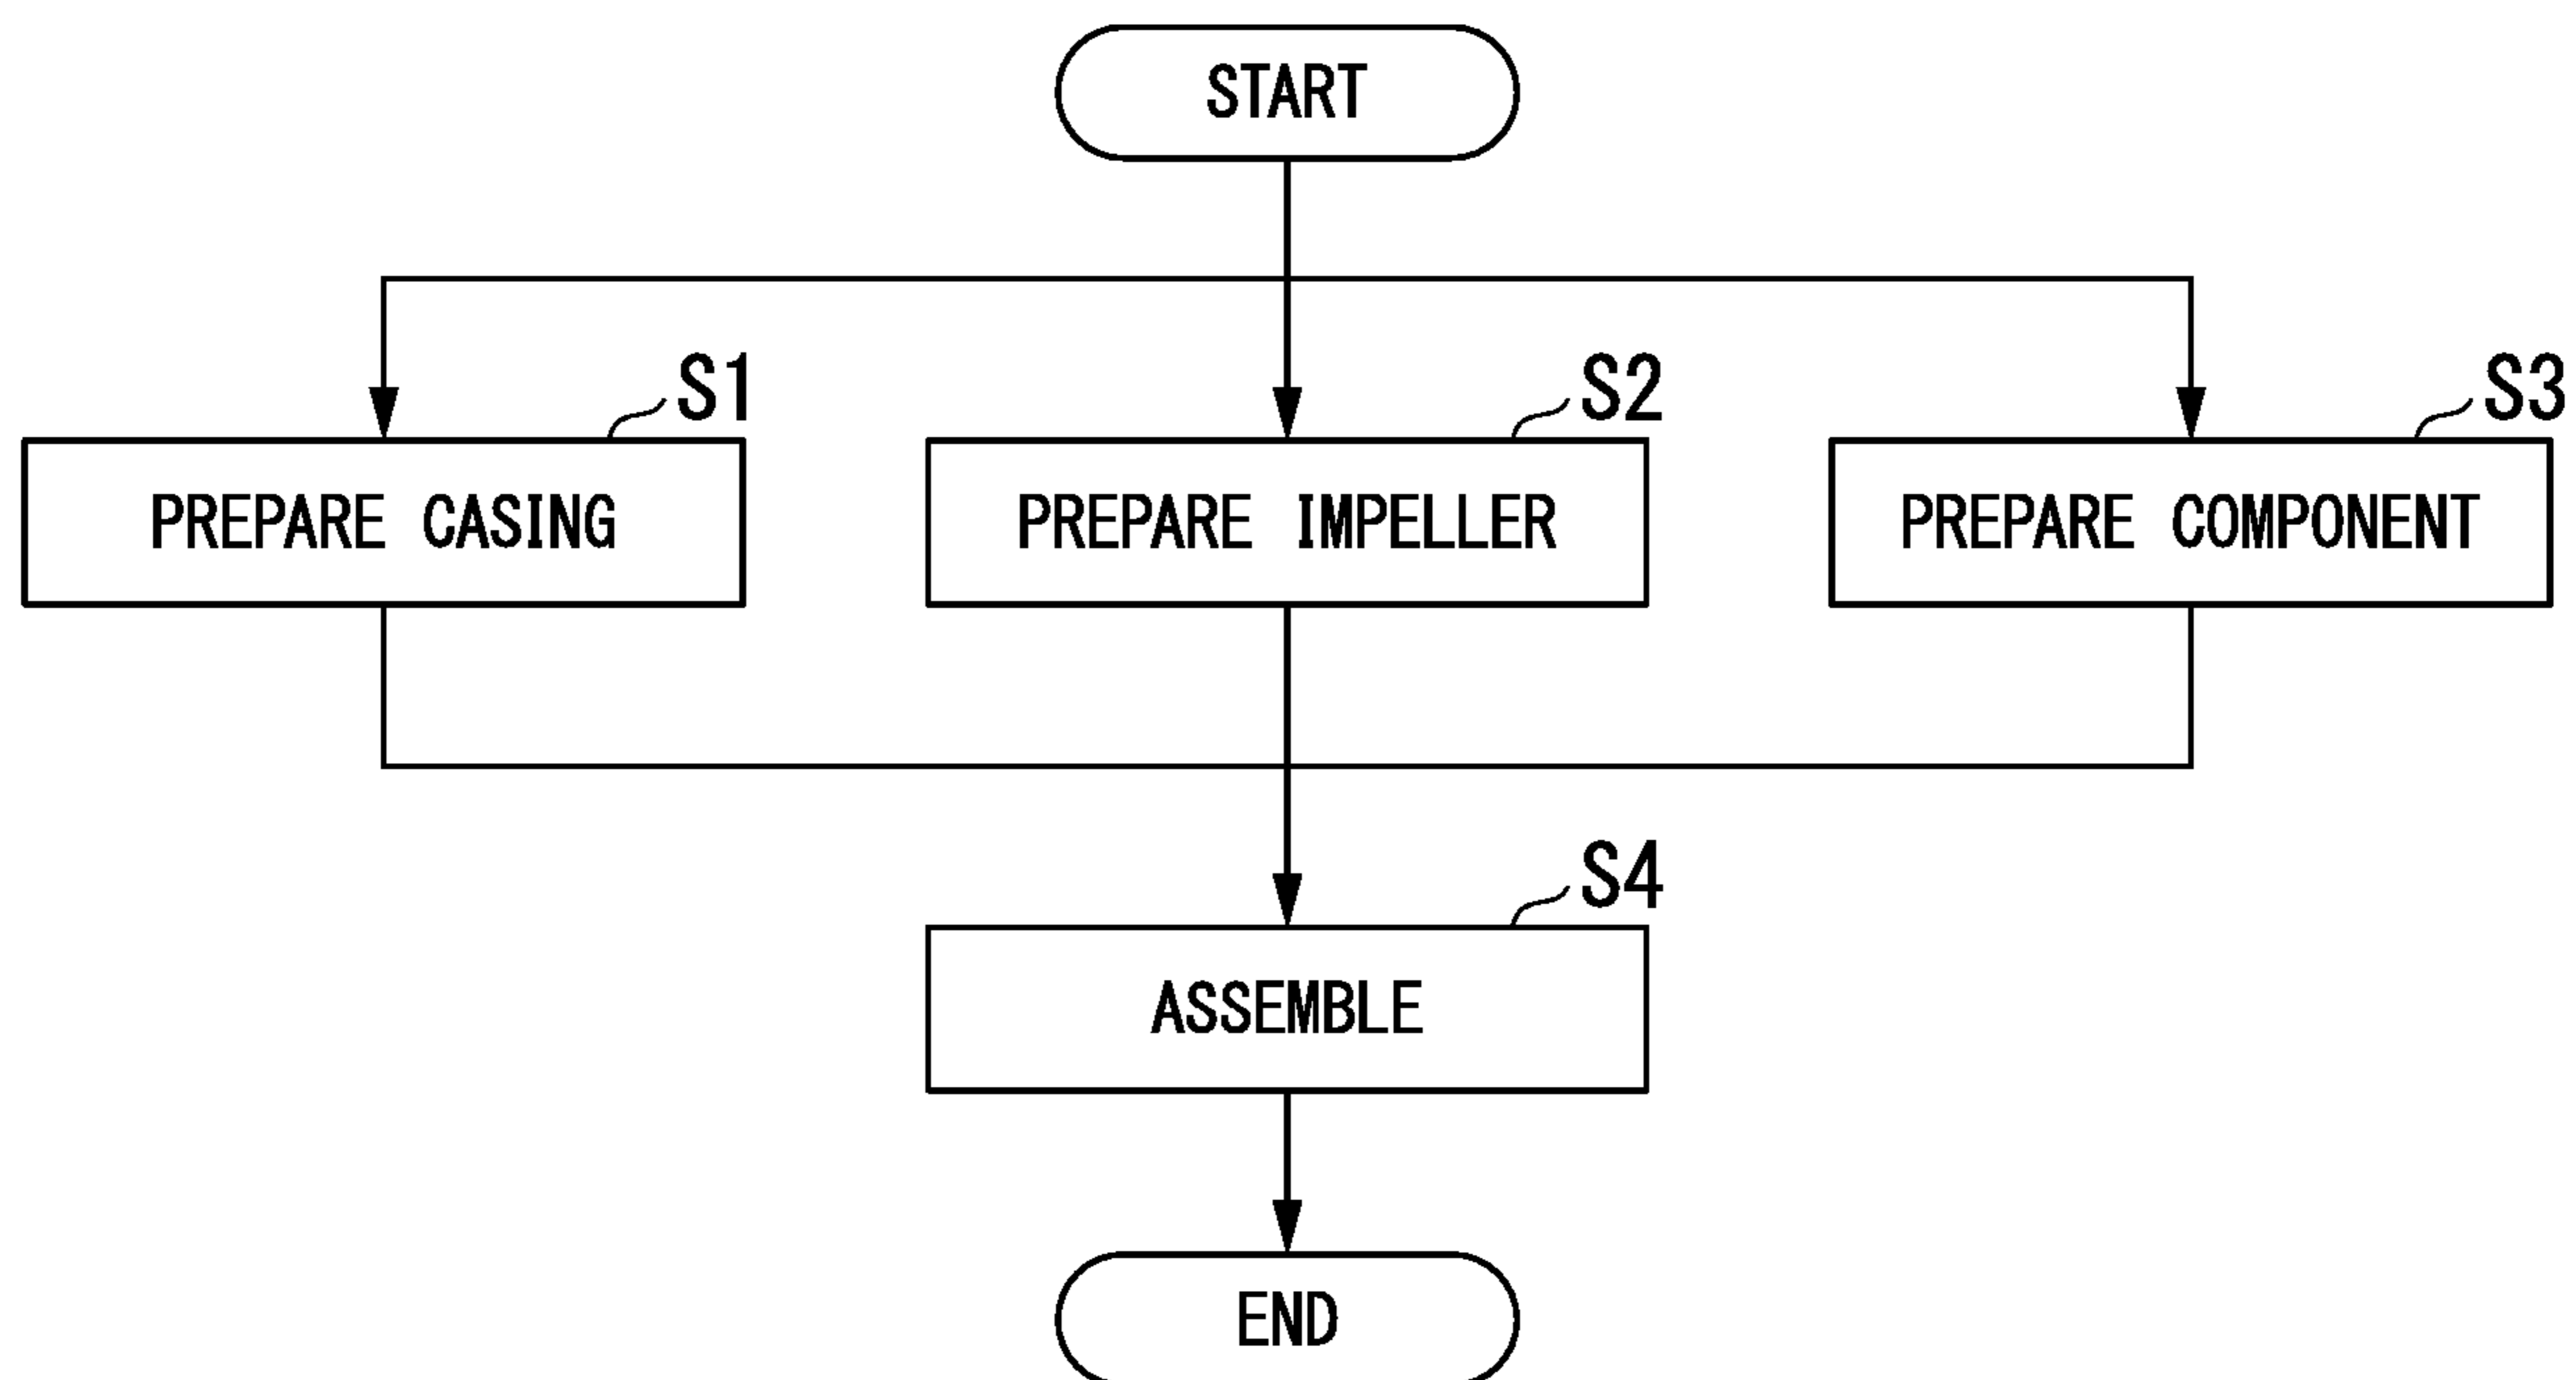 START
S1
S2
S3
PREPARE CASING
PREPARE IMPELLER
PREPARE COMPONENT
S4
ASSEMBLE
END